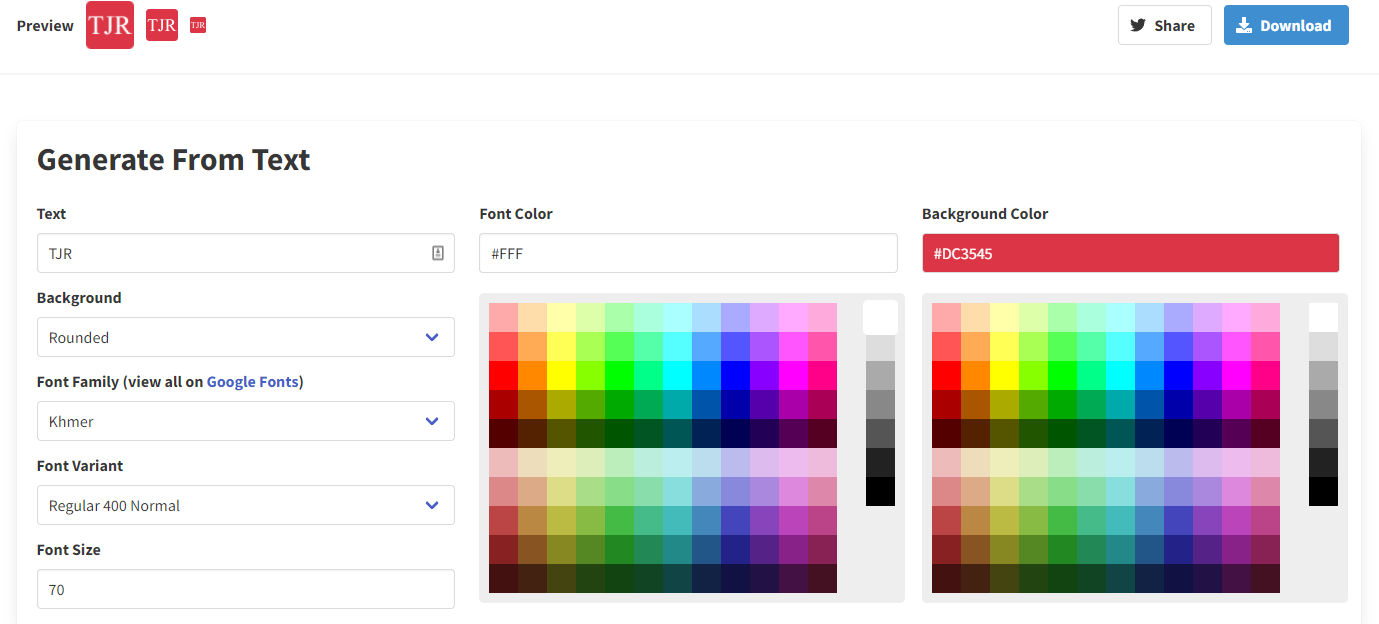 Preview TJR TJR TJR Share Download
Generate From Text
Text Font Color Background Color
TJR #FFF #DC3545
Background
Rounded
Font Family (view all on Google Fonts)
Khmer
Font Variant
Regular 400 Normal
Font Size
70